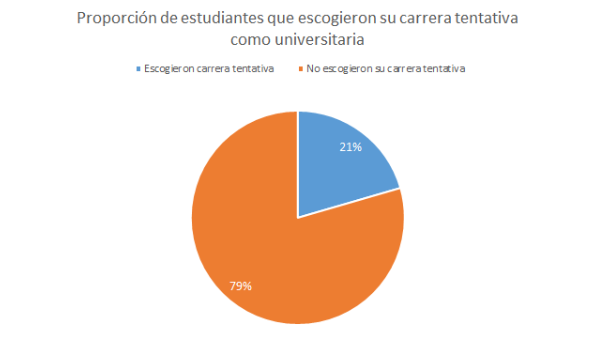 Proporción de estudiantes que escogieron su carrera tentativa
como universitaria
Escogieron carrera tentativa No escogieron su carrera tentativa
21%
79%